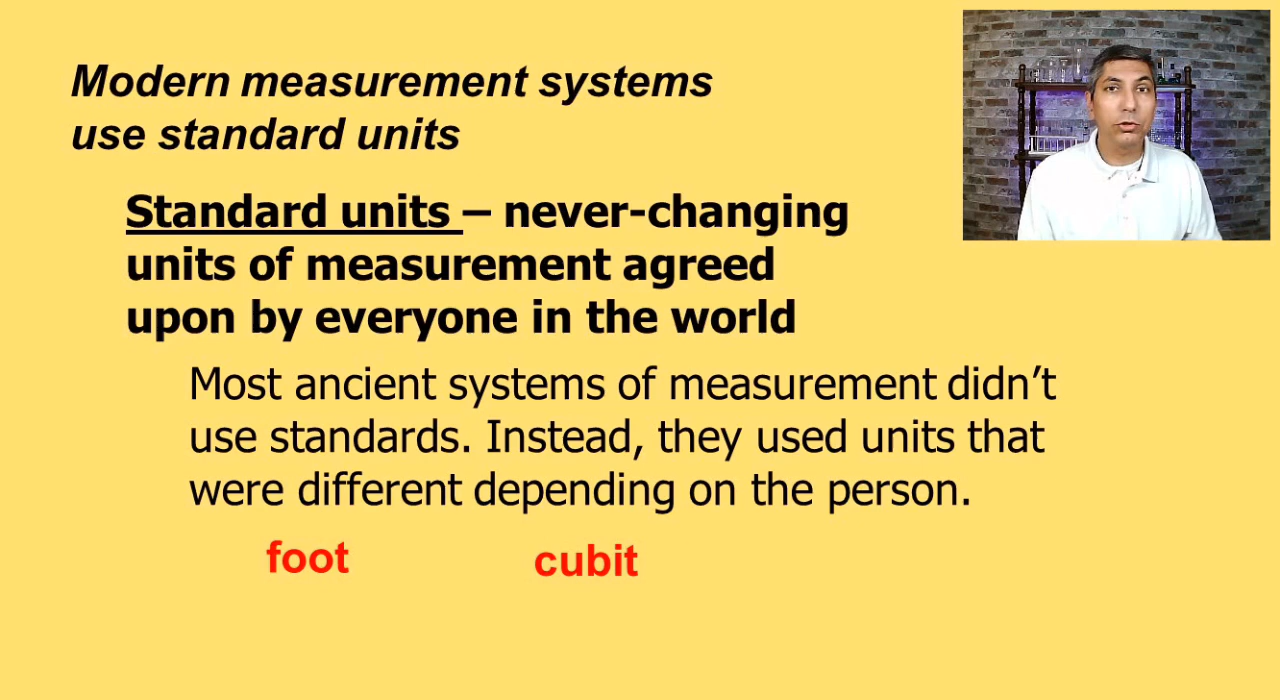 Modern measurement systems
use standard units
Standard units – never-changing
units of measurement agreed
upon by everyone in the world
Most ancient systems of measurement didn’t
use standards. Instead, they used units that
were different depending on the person.
foot cubit